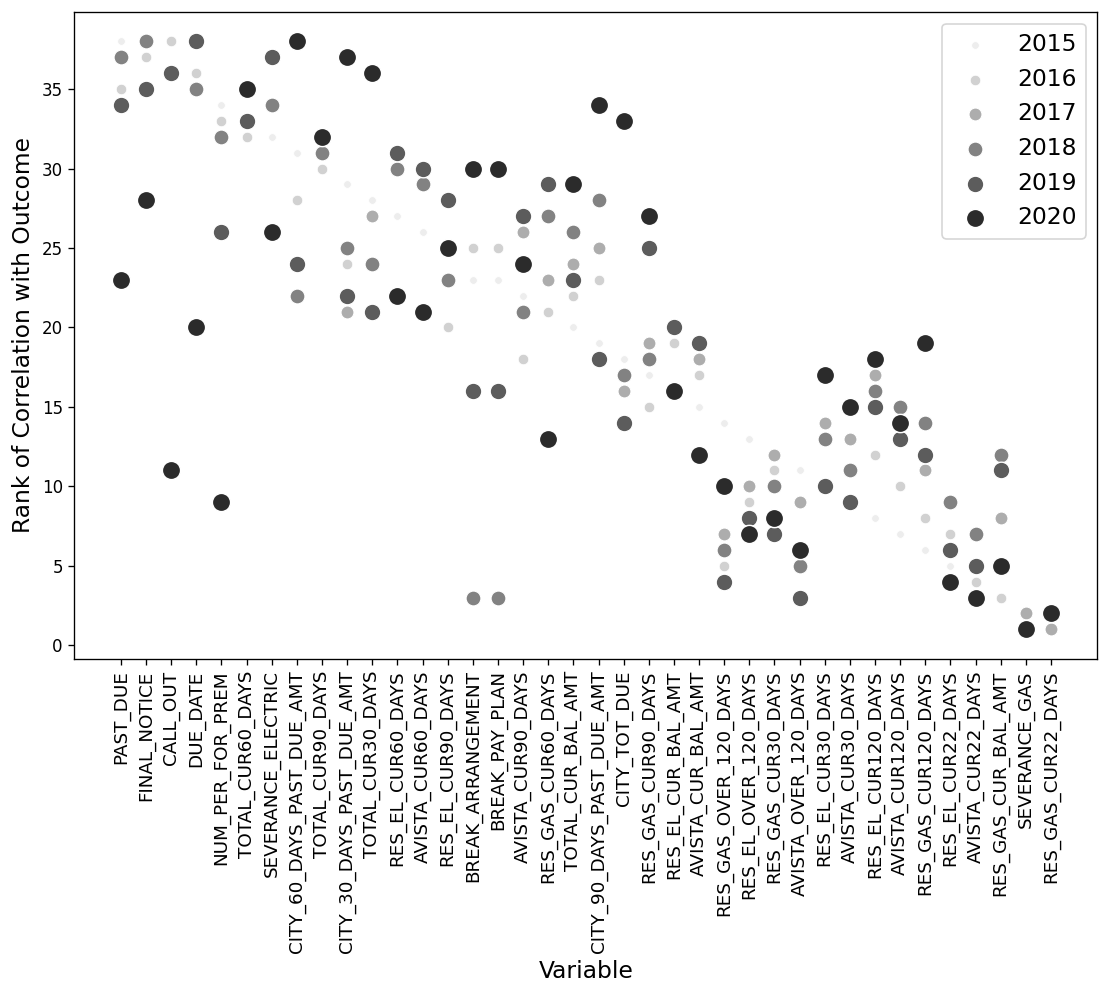 Rank of Correlation with Outcome
35
30
25
20
15
10
5
0
2015
2016
2017
2018
2019
2020
PAST_DUE
FINAL_NOTICE
CALL_OUT
DUE_DATE
NUM_PER_FOR_PREM
TOTAL_CUR60_DAYS
SEVERANCE_ELECTRIC
CITY_60_DAYS_PAST_DUE_AMT
TOTAL_CUR90_DAYS
CITY_30_DAYS_PAST_DUE_AMT
TOTAL_CUR30_DAYS
RES_EL_CUR60_DAYS
AVISTA_CUR60_DAYS
RES_EL_CUR90_DAYS
BREAK_ARRANGEMENT
BREAK_PAY_PLAN
AVISTA_CUR90_DAYS
RES_GAS_CUR60_DAYS
TOTAL_CUR_BAL_AMT
CITY_90_DAYS_PAST_DUE_AMT
CITY_TOT_DUE
RES_GAS_CUR90_DAYS
RES_EL_CUR_BAL_AMT
AVISTA_CUR_BAL_AMT
RES_GAS_OVER_120_DAYS
RES_EL_OVER_120_DAYS
RES_GAS_CUR30_DAYS
AVISTA_OVER_120_DAYS
RES_EL_CUR30_DAYS
AVISTA_CUR30_DAYS
RES_EL_CUR120_DAYS
AVISTA_CUR120_DAYS
RES_GAS_CUR120_DAYS
RES_EL_CUR22_DAYS
AVISTA_CUR22_DAYS
RES_GAS_CUR_BAL_AMT
SEVERANCE_GAS
RES_GAS_CUR22_DAYS
Variable